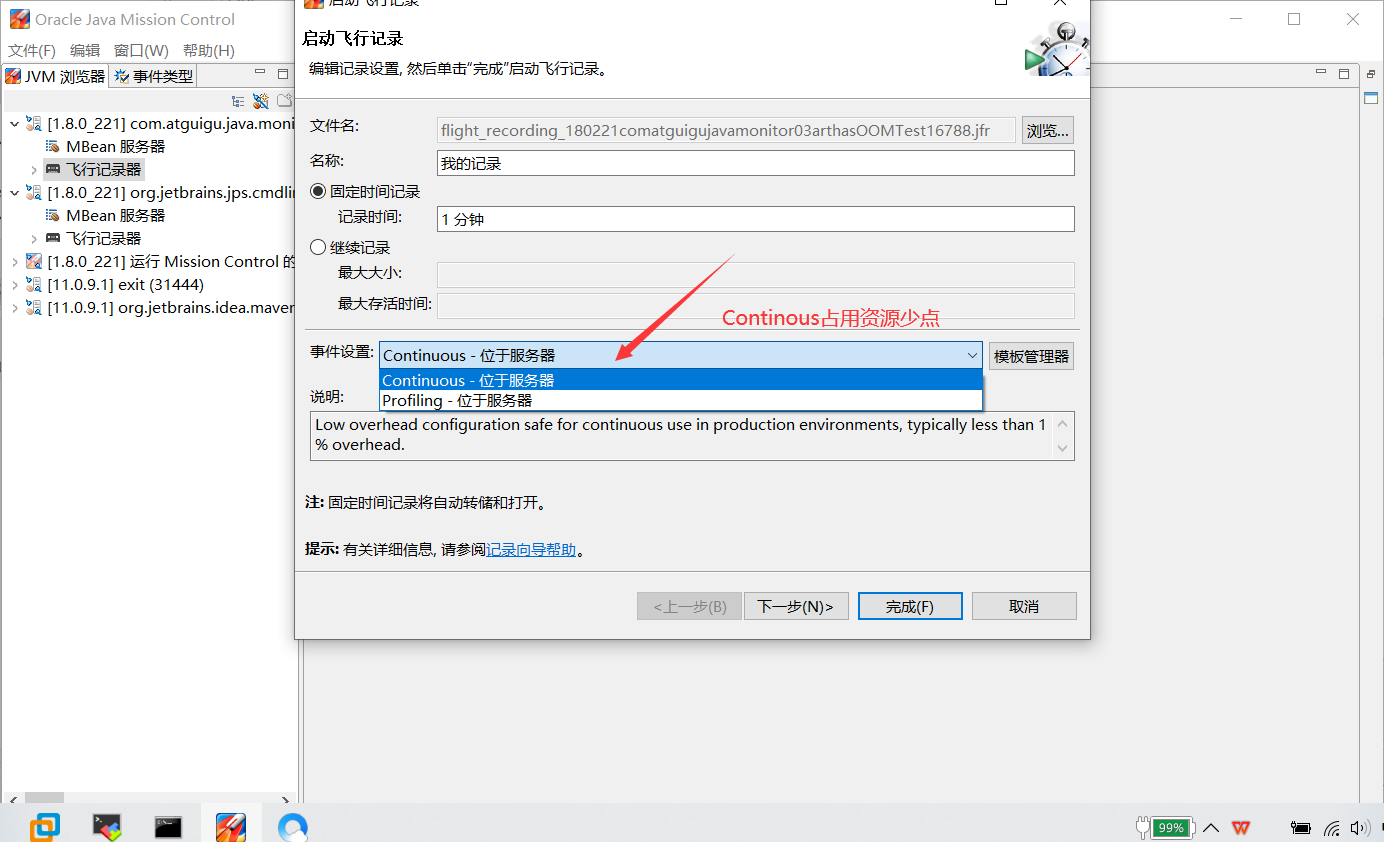 Oracle Java Mission Control
文件(F) 编辑 窗口(W) 帮助(H)
JVM 浏览器 事件类型
[1.8.0_221] com.atguigu.java.moni
MBean 服务器
飞行记录器
[1.8.0_221] org.jetbrains.jps.cmdlin
MBean 服务器
飞行记录器
[1.8.0_221] 运行 Mission Control 的
[11.0.9.1] exit (31444)
[11.0.9.1] org.jetbrains.idea.maven
启动飞行记录
启动飞行记录
编辑记录设置, 然后单击“完成”启动飞行记录。
文件名: flight_recording_180221comatguigujavamonitor03arthasOOMTest16788.jfr 浏览...
名称: 我的记录
固定时间记录
记录时间: 1 分钟
继续记录
最大大小:
最大存活时间:
Continous占用资源少点
事件设置: Continuous - 位于服务器 模板管理器
Continuous - 位于服务器
Profiling - 位于服务器
说明:
Low overhead configuration safe for continuous use in production environments, typically less than 1
% overhead.
注: 固定时间记录将自动转储和打开。
提示: 有关详细信息, 请参阅记录向导帮助。
<上一步(B) 下一步(N)> 完成(F) 取消
99%